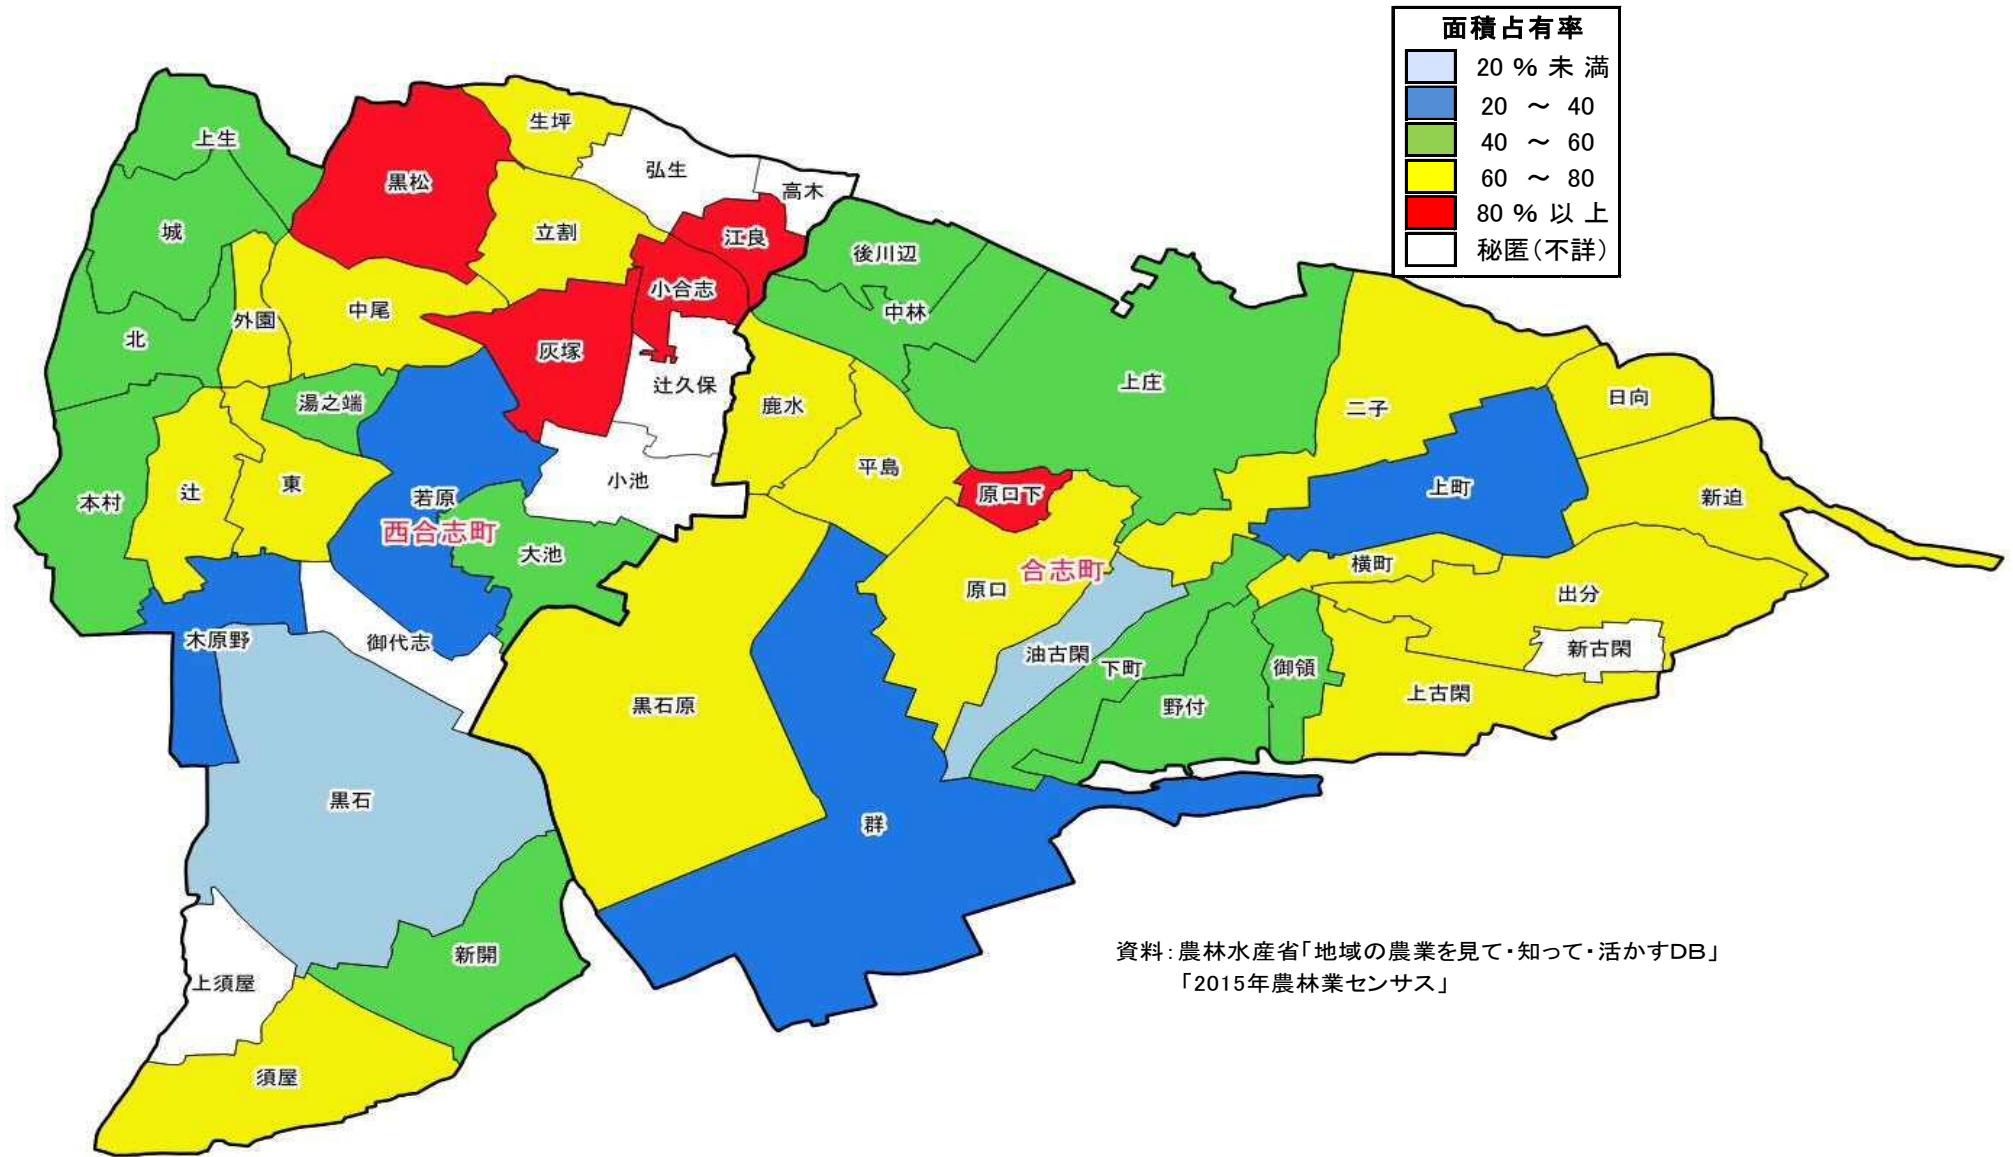 面積占有率
20 % 未 満
20 ～ 40
40 ～ 60
60 ～ 80
80 % 以 上
秘匿(不詳)
上生
黒松
生坪
弘生
高木
城
立割
江良
後川辺
小合志
中林
外園
中尾
北
灰塚
辻久保
上庄
湯之端
鹿水
二子
日向
本村
辻
東
若原
小池
平島
原口下
上町
新迫
西合志町
大池
合志町
原口
横町
出分
木原野
御代志
油古閑
下町
御領
新古閑
黒石原
野付
上古閑
黒石
群
新開
上須屋
須屋
資料：農林水産省「地域の農業を見て・知って・活かすDB」
「2015年農林業センサス」